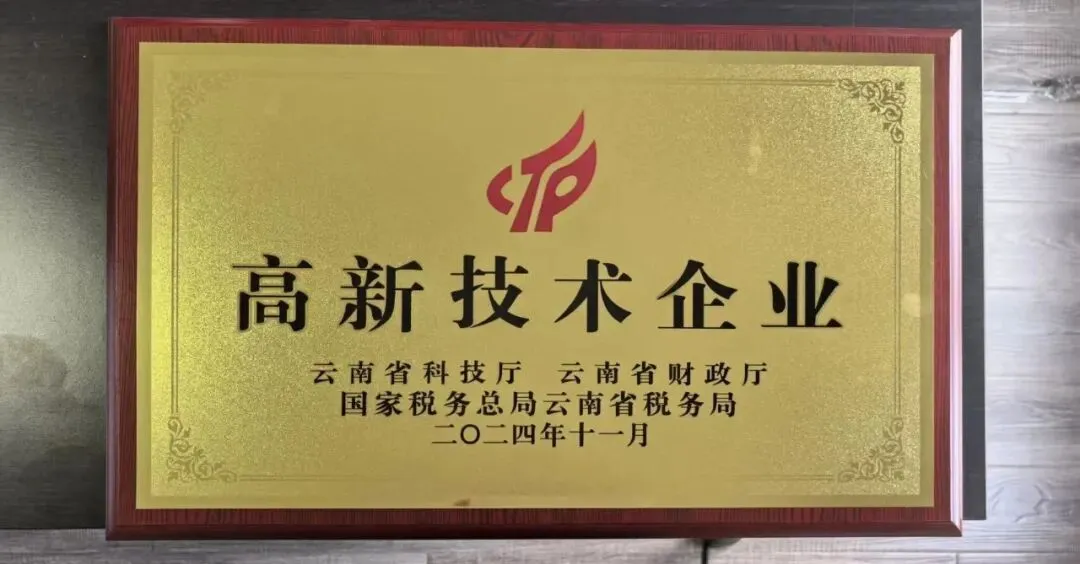 CTP
高新技术企业
云南省科技厅 云南省财政厅
国家税务总局云南省税务局
二〇二四年十一月